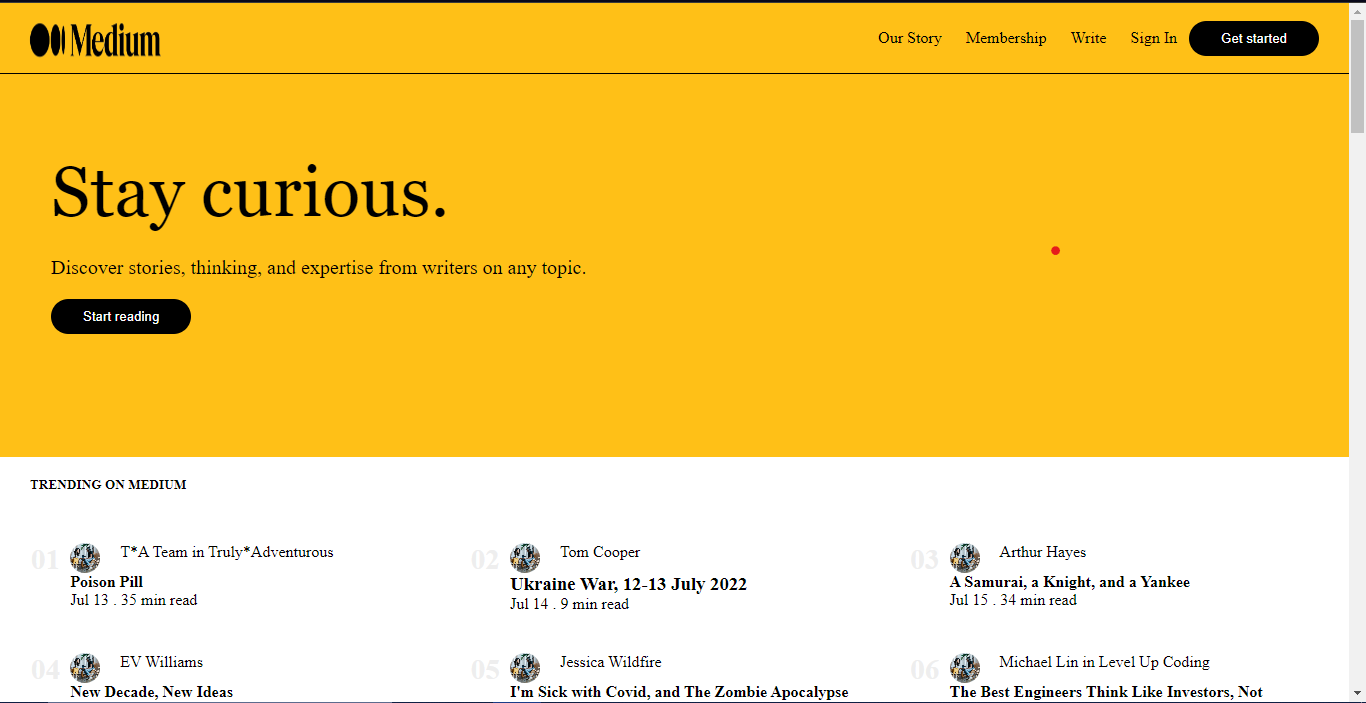 Medium
Our Story Membership Write Sign In Get started
Stay curious.
Discover stories, thinking, and expertise from writers on any topic.
Start reading
TRENDING ON MEDIUM
01 T*A Team in Truly*Adventurous
Poison Pill
Jul 13 . 35 min read
02 Tom Cooper
Ukraine War, 12-13 July 2022
Jul 14 . 9 min read
03 Arthur Hayes
A Samurai, a Knight, and a Yankee
Jul 15 . 34 min read
04 EV Williams
New Decade, New Ideas
05 Jessica Wildfire
I'm Sick with Covid, and The Zombie Apocalypse
06 Michael Lin in Level Up Coding
The Best Engineers Think Like Investors, Not